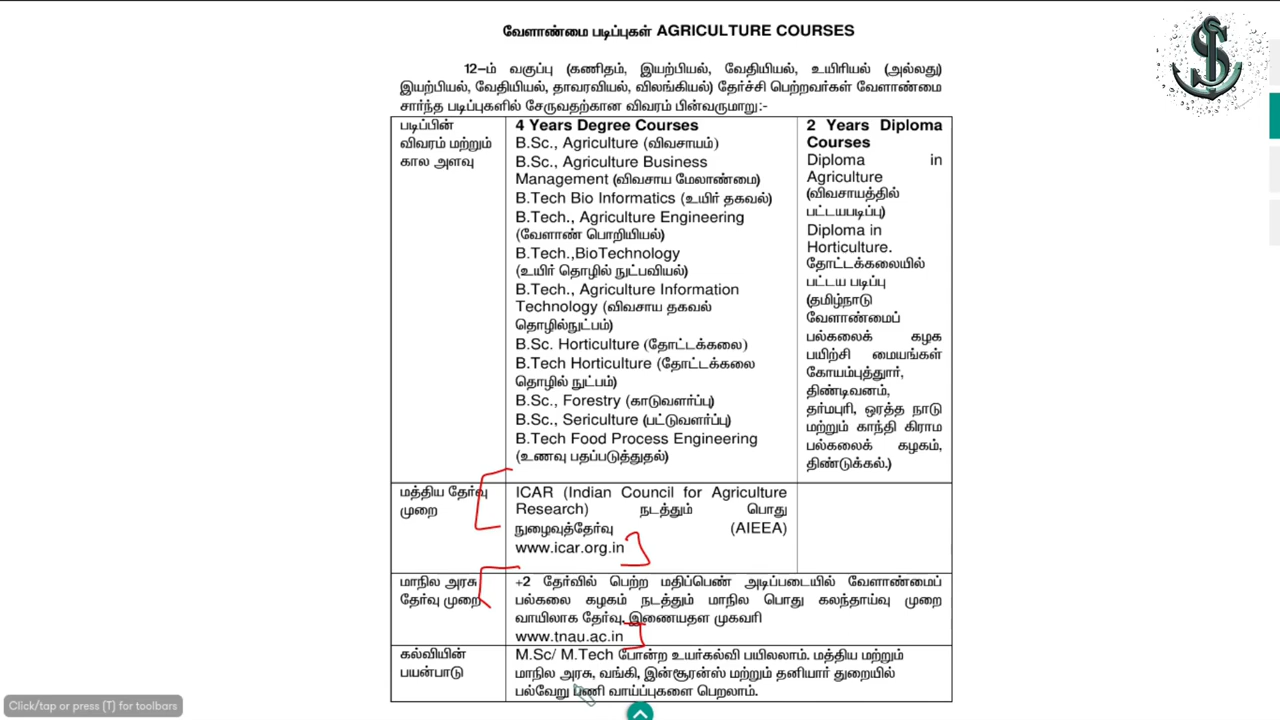 வேளாண்மை படிப்புகள் AGRICULTURE COURSES
12–ம் வகுப்பு (கணிதம், இயற்பியல், வேதியியல், உயிரியல் (அல்லது)
இயற்பியல், வேதியியல், தாவரவியல், விலங்கியல்) தேர்ச்சி பெற்றவர்கள் வேளாண்மை
சார்ந்த படிப்புகளில் சேருவதற்கான விவரம் பின்வருமாறு:-
படிப்பின்
விவரம் மற்றும்
கால அளவு
4 Years Degree Courses
B.Sc., Agriculture (விவசாயம்)
B.Sc., Agriculture Business
Management (விவசாய மேலாண்மை)
B.Tech Bio Informatics (உயிர் தகவல்)
B.Tech., Agriculture Engineering
(வேளாண் பொறியியல்)
B.Tech.,BioTechnology
(உயிர் தொழில் நுட்பவியல்)
B.Tech., Agriculture Information
Technology (விவசாய தகவல்
தொழில்நுட்பம்)
B.Sc. Horticulture (தோட்டக்கலை)
B.Tech Horticulture (தோட்டக்கலை
தொழில் நுட்பம்)
B.Sc., Forestry (காடுவளர்ப்பு)
B.Sc., Sericulture (பட்டுவளர்ப்பு)
B.Tech Food Process Engineering
(உணவு பதப்படுத்துதல்)
2 Years Diploma
Courses
Diploma in
Agriculture
(விவசாயத்தில்
பட்டயபடிப்பு)
Diploma in
Horticulture.
தோட்டக்கலையில்
பட்டய படிப்பு
(தமிழ்நாடு
வேளாண்மைப்
பல்கலைக் கழக
பயிற்சி மையங்கள்
கோயம்புத்துார்,
திண்டிவனம்,
தர்மபுரி, ஒரத்த நாடு
மற்றும் காந்தி கிராம
பல்கலைக் கழகம்,
திண்டுக்கல்.)
மத்திய தேர்வு
முறை
ICAR (Indian Council for Agriculture
Research) நடத்தும் பொது
நுழைவுத்தேர்வு (AIEEA)
www.icar.org.in
மாநில அரசு
தேர்வு முறை
+2 தேர்வில் பெற்ற மதிப்பெண் அடிப்படையில் வேளாண்மைப்
பல்கலை கழகம் நடத்தும் மாநில பொது கலந்தாய்வு முறை
வாயிலாக தேர்வு. இணையதள முகவரி
www.tnau.ac.in
கல்வியின்
பயன்பாடு
M.Sc/ M.Tech போன்ற உயர்கல்வி பயிலலாம். மத்திய மற்றும்
மாநில அரசு, வங்கி, இன்சூரன்ஸ் மற்றும் தனியார் துறையில்
பல்வேறு பணி வாய்ப்புகளை பெறலாம்.
Click/tap or press (T) for toolbars